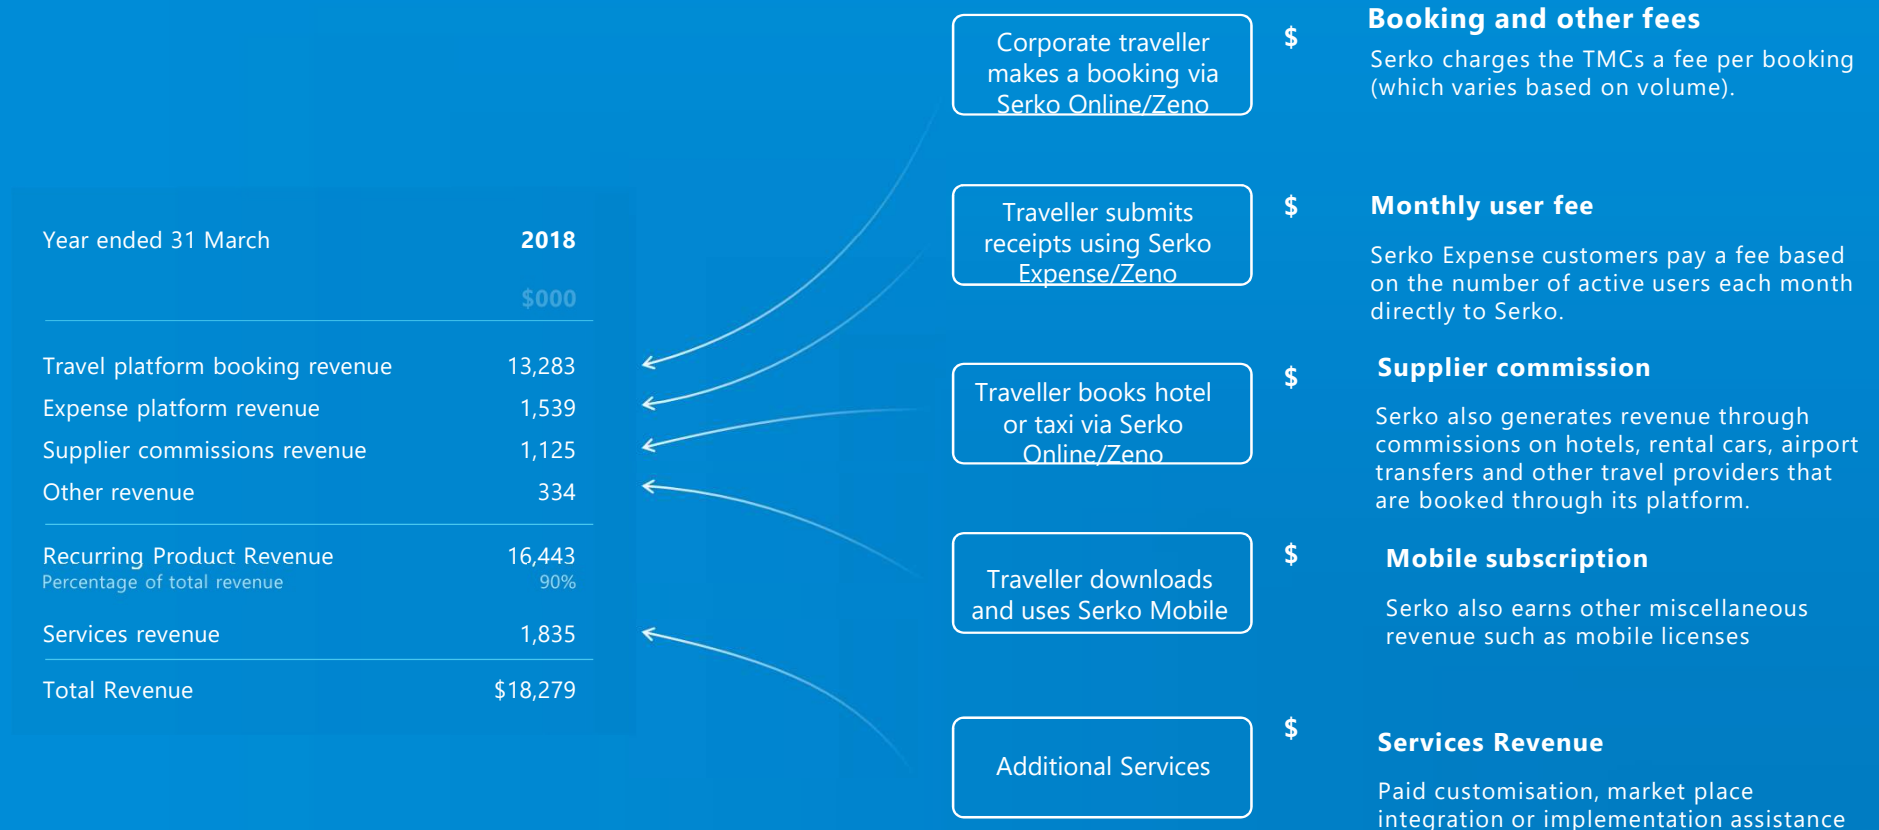 Year ended 31 March 2018
$000
Travel platform booking revenue 13,283
Expense platform revenue 1,539
Supplier commissions revenue 1,125
Other revenue 334
Recurring Product Revenue 16,443
Percentage of total revenue 90%
Services revenue 1,835
Total Revenue $18,279
Corporate traveller
makes a booking via
Serko Online/Zeno
$
Booking and other fees
Serko charges the TMCs a fee per booking
(which varies based on volume).
Traveller submits
receipts using Serko
Expense/Zeno
$
Monthly user fee
Serko Expense customers pay a fee based
on the number of active users each month
directly to Serko.
Traveller books hotel
or taxi via Serko
Online/Zeno
$
Supplier commission
Serko also generates revenue through
commissions on hotels, rental cars, airport
transfers and other travel providers that
are booked through its platform.
Traveller downloads
and uses Serko Mobile
$
Mobile subscription
Serko also earns other miscellaneous
revenue such as mobile licenses
Additional Services
$
Services Revenue
Paid customisation, market place
integration or implementation assistance